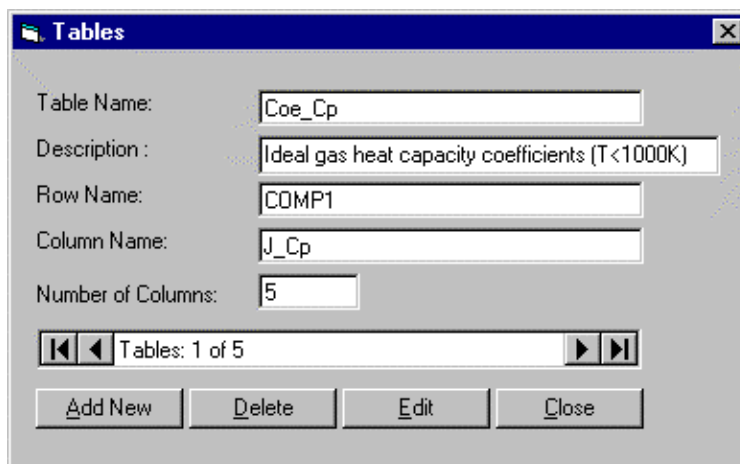 Tables
Table Name: Coe_Cp
Description : Ideal gas heat capacity coefficients (T<1000K)
Row Name: COMP1
Column Name: J_Cp
Number of Columns: 5
Tables: 1 of 5
Add New Delete Edit Close